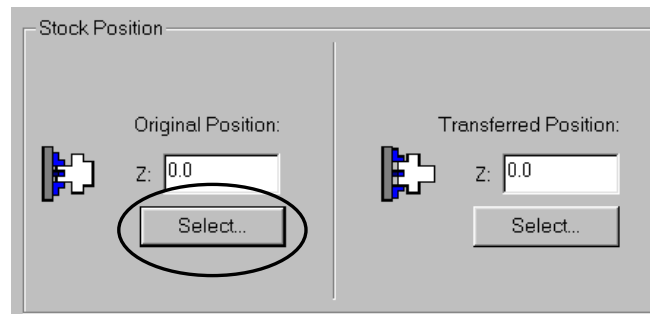 Stock Position
Original Position:
Z: 0.0
Select...
Transferred Position:
Z: 0.0
Select...